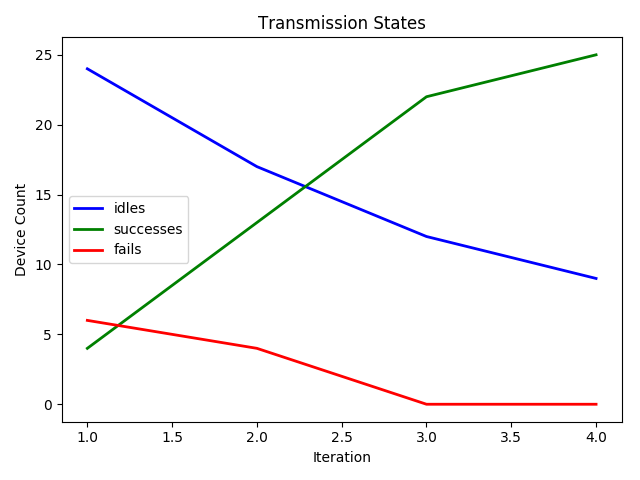 Transmission States
Device Count
25
20
15
10
5
0
idles
successes
fails
1.0 1.5 2.0 2.5 3.0 3.5 4.0
Iteration